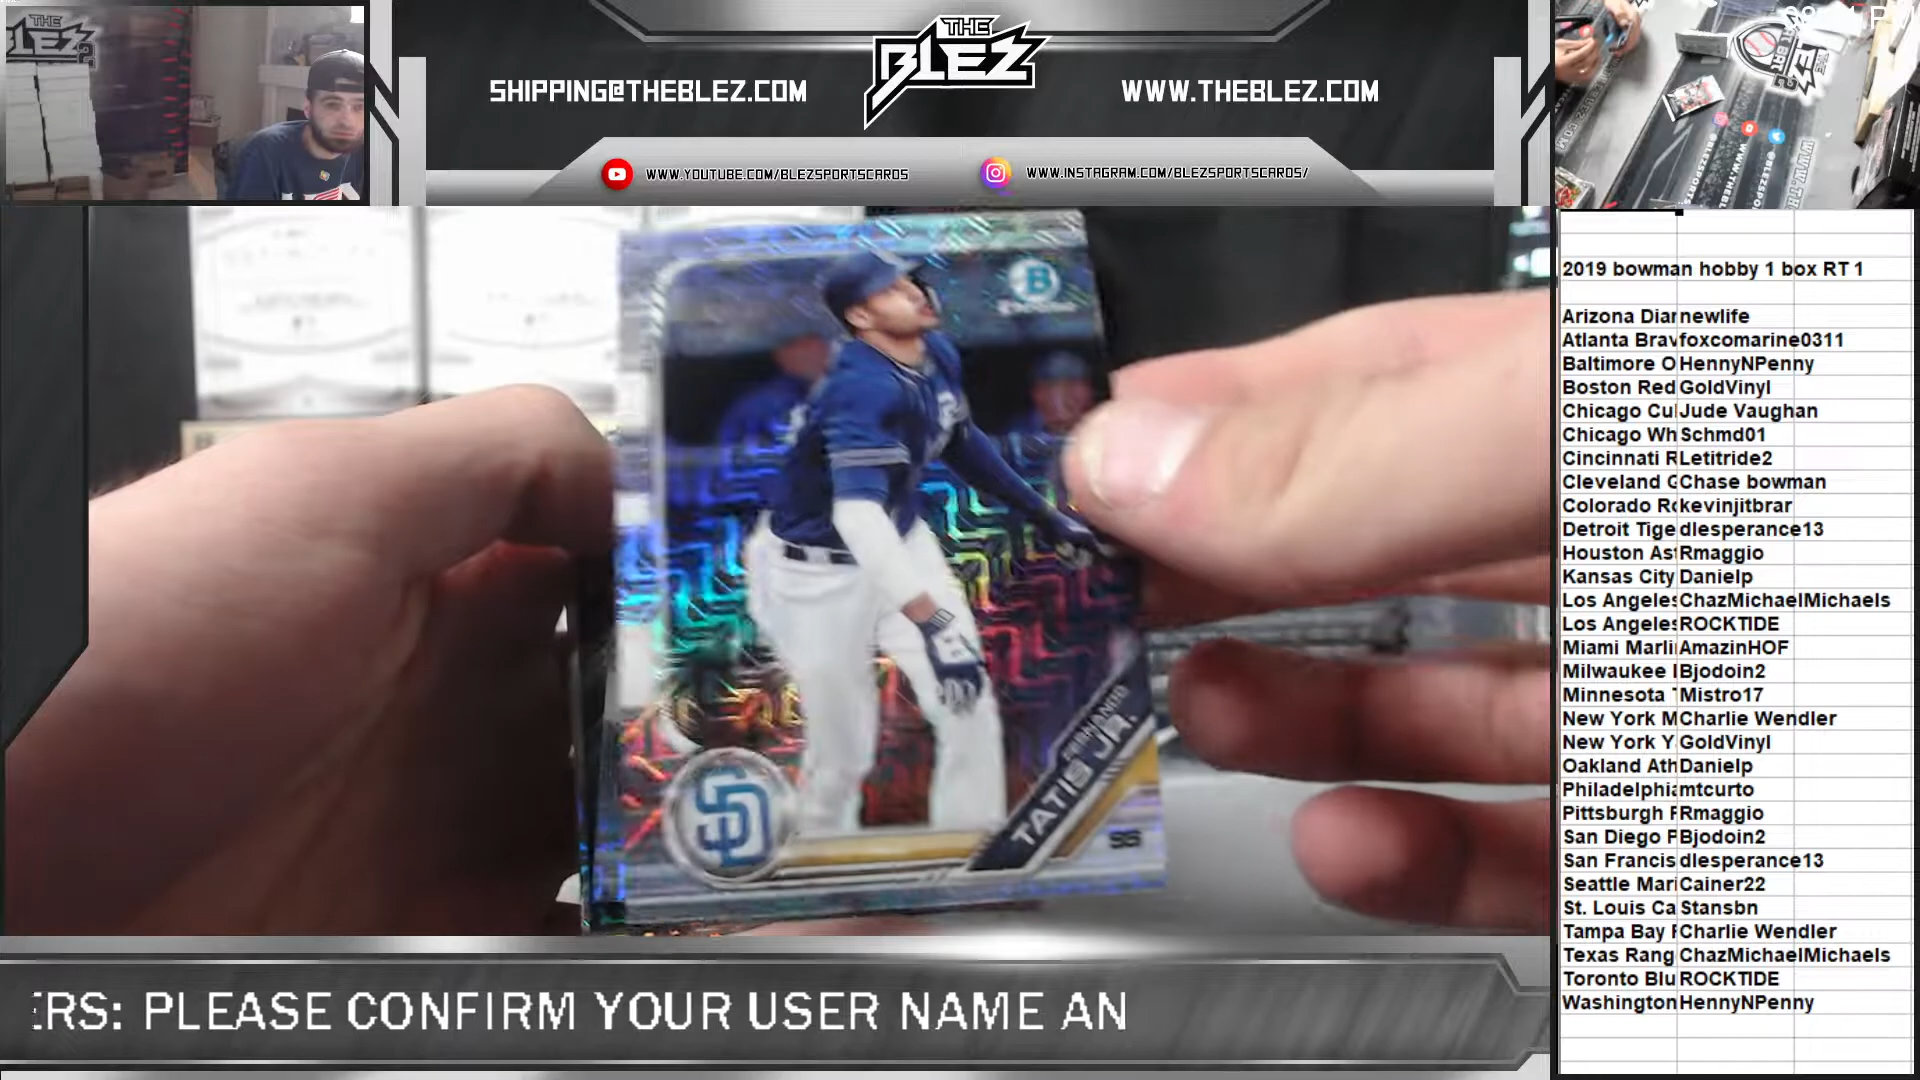 THE
BLEZ
SHIPPING@THEBLEZ.COM
WWW.THEBLEZ.COM
WWW.YOUTUBE.COM/BLEZSPORTSCARDS
WWW.INSTAGRAM.COM/BLEZSPORTSCARDS/
B
FERNANDO
TATIS JR.
SD
SS
2019 bowman hobby 1 box RT 1
Arizona Diar newlife
Atlanta Brav foxcomarine0311
Baltimore O HennyNPenny
Boston Red GoldVinyl
Chicago Cu Jude Vaughan
Chicago Wh Schmd01
Cincinnati R Letitride2
Cleveland G Chase bowman
Colorado Ro kevinjitbrar
Detroit Tige dlesperance13
Houston Ast Rmaggio
Kansas City Danielp
Los Angeles ChazMichaelMichaels
Los Angeles ROCKTIDE
Miami Marli AmazinHOF
Milwaukee Bjodoin2
Minnesota Mistro17
New York M Charlie Wendler
New York Y GoldVinyl
Oakland Ath Danielp
Philadelphia mtcurto
Pittsburgh P Rmaggio
San Diego P Bjodoin2
San Francis dlesperance13
Seattle Mari Cainer22
St. Louis Ca Stansbn
Tampa Bay Charlie Wendler
Texas Rang ChazMichaelMichaels
Toronto Blu ROCKTIDE
Washington HennyNPenny
ERS: PLEASE CONFIRM YOUR USER NAME AN